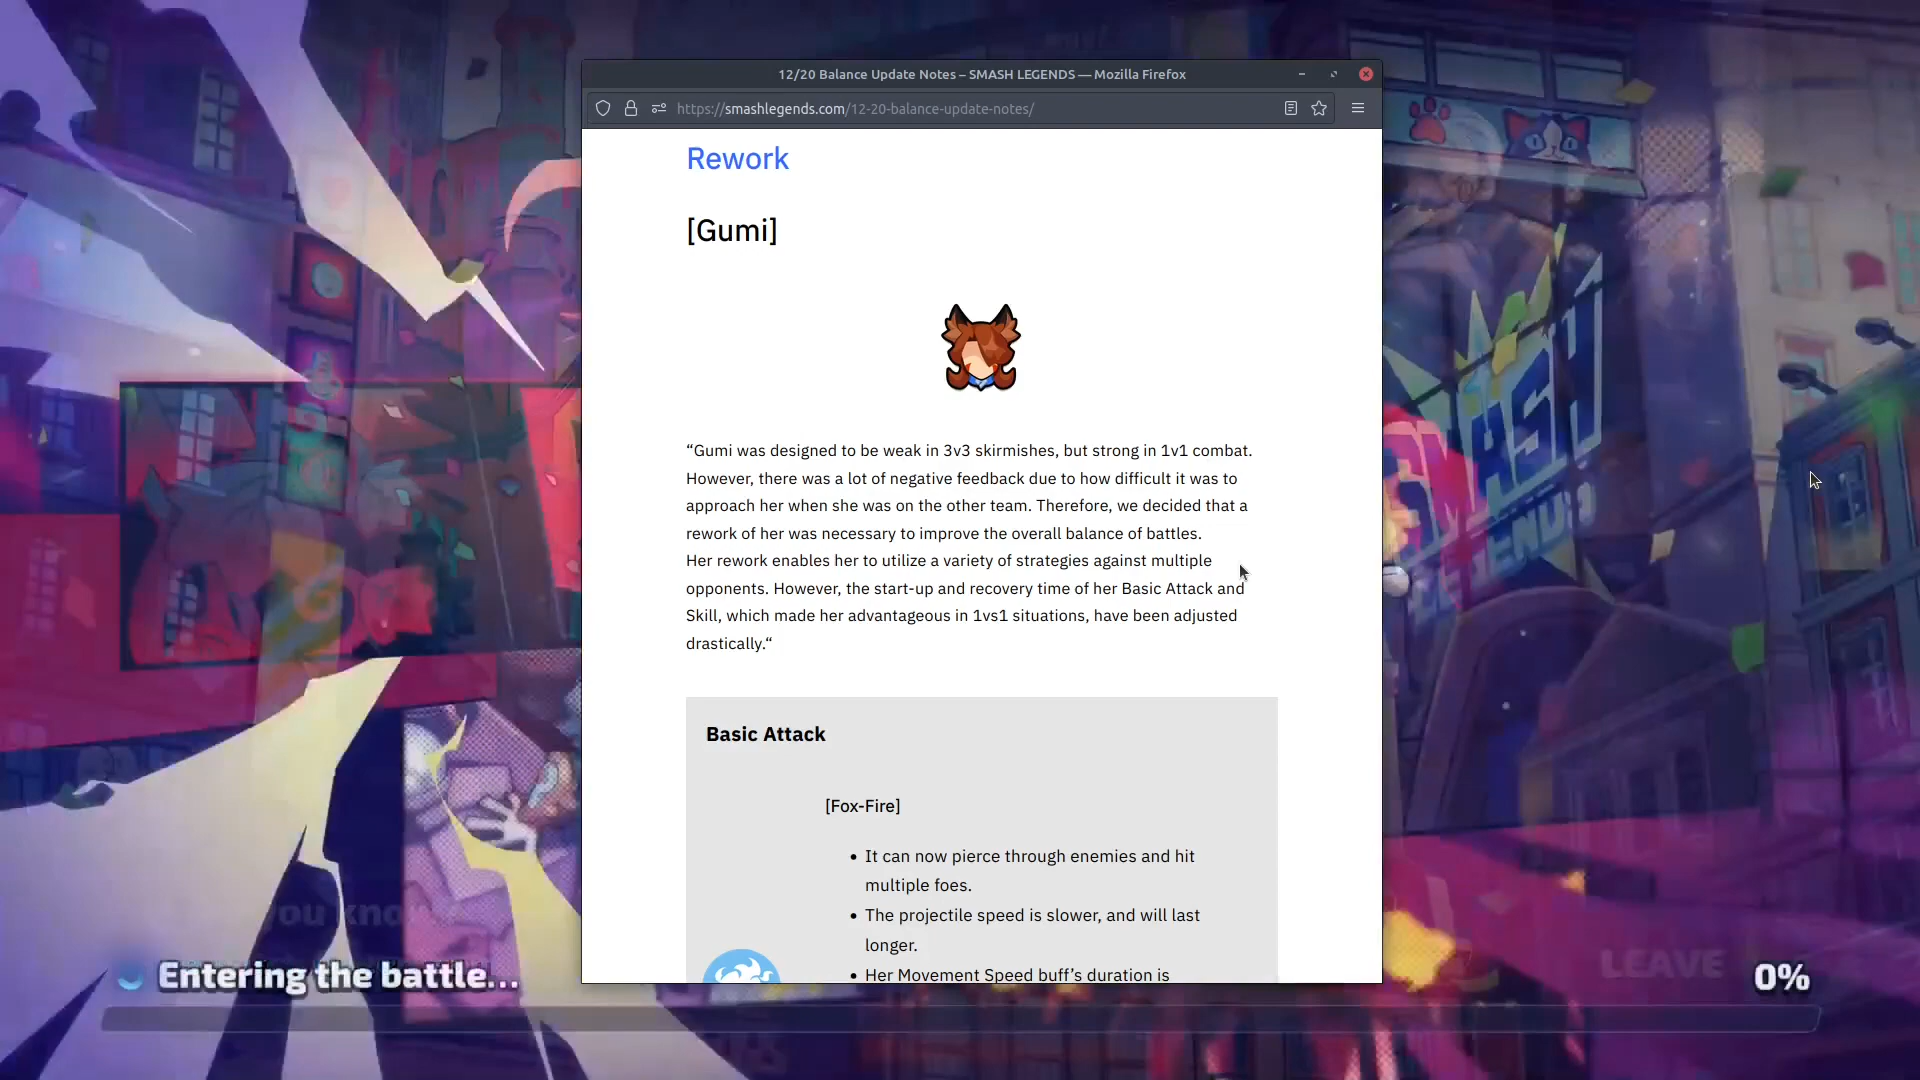 12/20 Balance Update Notes – SMASH LEGENDS — Mozilla Firefox
https://smashlegends.com/12-20-balance-update-notes/
Rework
[Gumi]
“Gumi was designed to be weak in 3v3 skirmishes, but strong in 1v1 combat.
However, there was a lot of negative feedback due to how difficult it was to
approach her when she was on the other team. Therefore, we decided that a
rework of her was necessary to improve the overall balance of battles.
Her rework enables her to utilize a variety of strategies against multiple
opponents. However, the start-up and recovery time of her Basic Attack and
Skill, which made her advantageous in 1vs1 situations, have been adjusted
drastically.“
Basic Attack
[Fox-Fire]
• It can now pierce through enemies and hit
multiple foes.
• The projectile speed is slower, and will last
longer.
• Her Movement Speed buff’s duration is
you know
Entering the battle...
LEAVE
0%